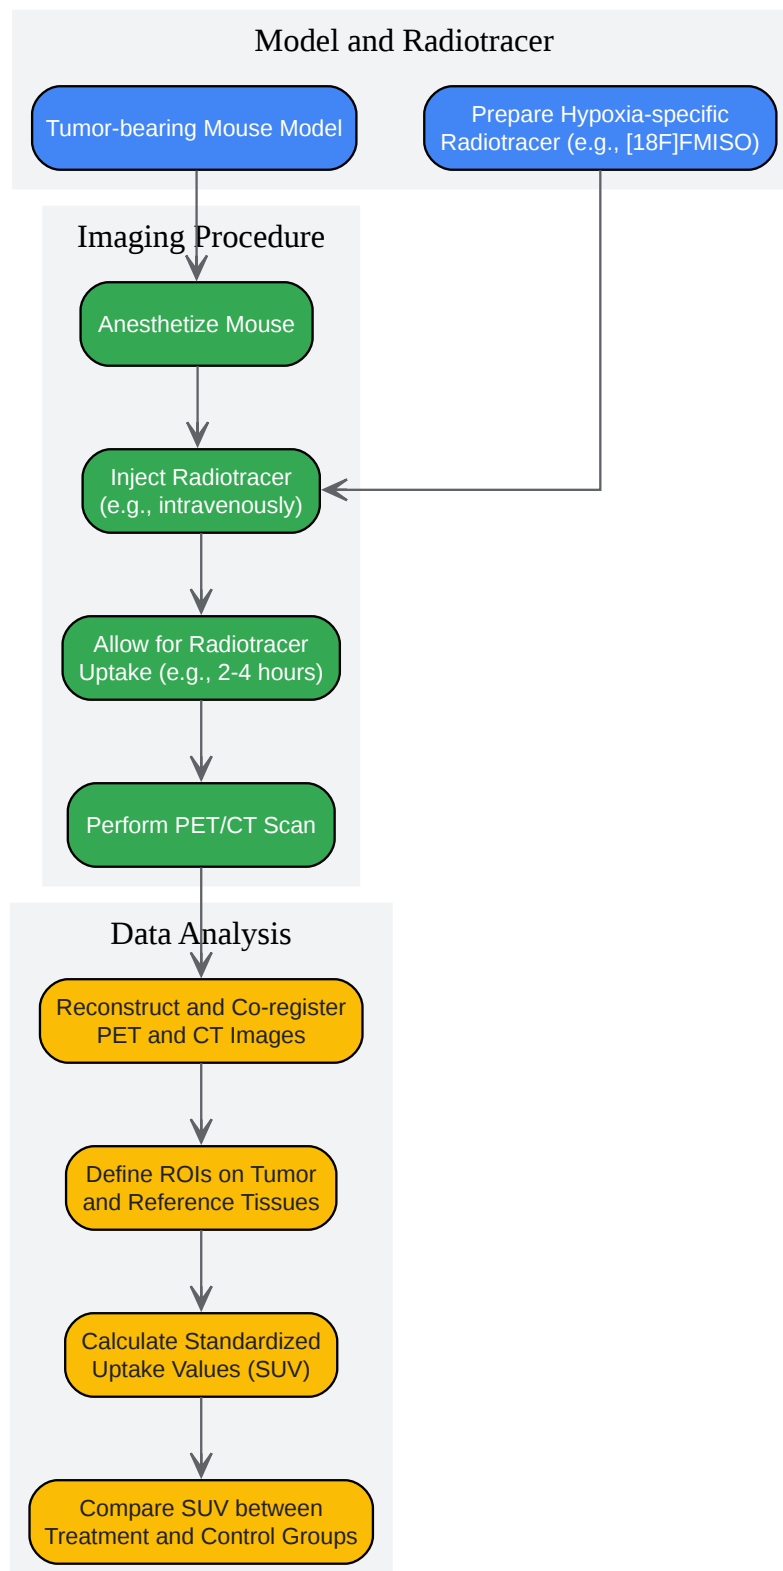 Model and Radiotracer
Tumor-bearing Mouse Model
Prepare Hypoxia-specific
Radiotracer (e.g., [18F]FMISO)
Imaging Procedure
Anesthetize Mouse
Inject Radiotracer
(e.g., intravenously)
Allow for Radiotracer
Uptake (e.g., 2-4 hours)
Perform PET/CT Scan
Data Analysis
Reconstruct and Co-register
PET and CT Images
Define ROIs on Tumor
and Reference Tissues
Calculate Standardized
Uptake Values (SUV)
Compare SUV between
Treatment and Control Groups